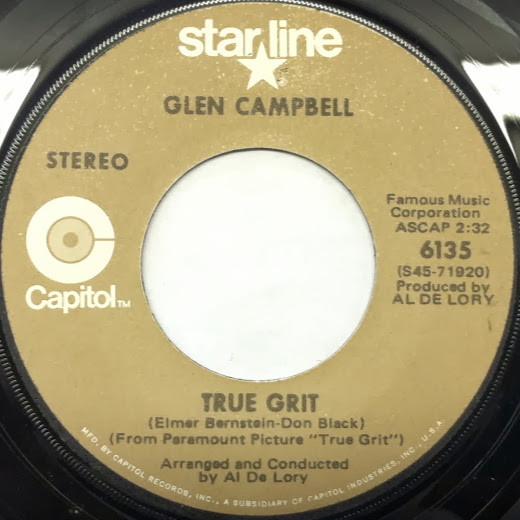 starline
GLEN CAMPBELL
STEREO
Famous Music
Corporation
ASCAP 2:32
6135
(S45-71920)
Produced by
AL DE LORY
Capitol TM
TRUE GRIT
(Elmer Bernstein-Don Black)
(From Paramount Picture "True Grit")
Arranged and Conducted
by Al De Lory
MFD. BY CAPITOL RECORDS, INC., A SUBSIDIARY OF CAPITOL INDUSTRIES, INC., U.S.A.